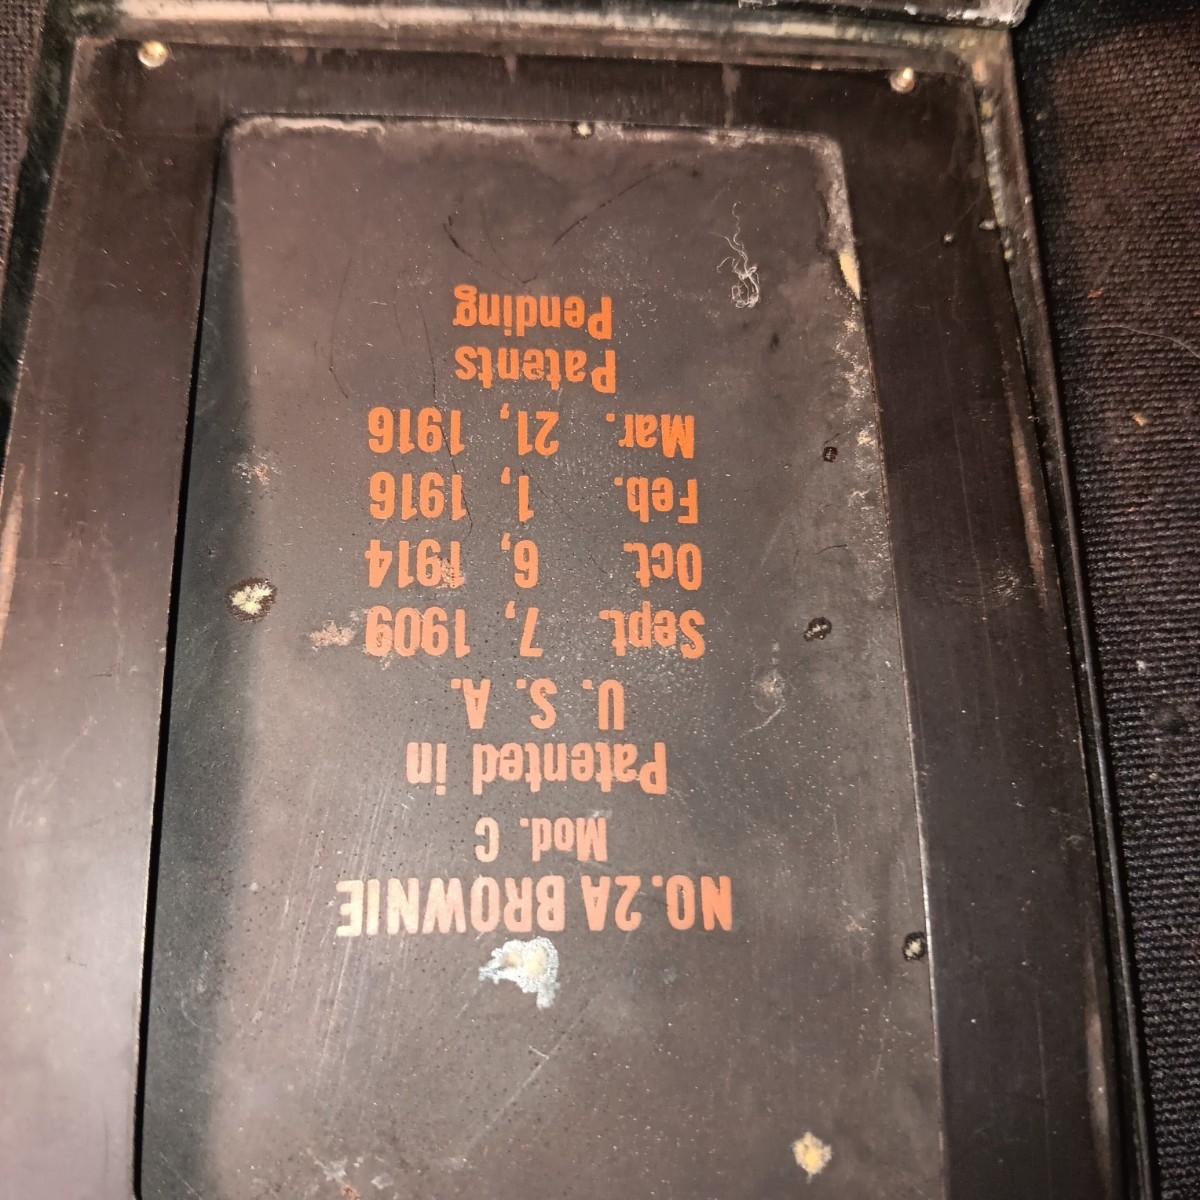 NO. 2A BROWNIE
Mod. C
Patented in
U. S. A.
Sept. 7, 1909
Oct. 6, 1914
Feb. 1, 1916
Mar. 21, 1916
Patents
Pending